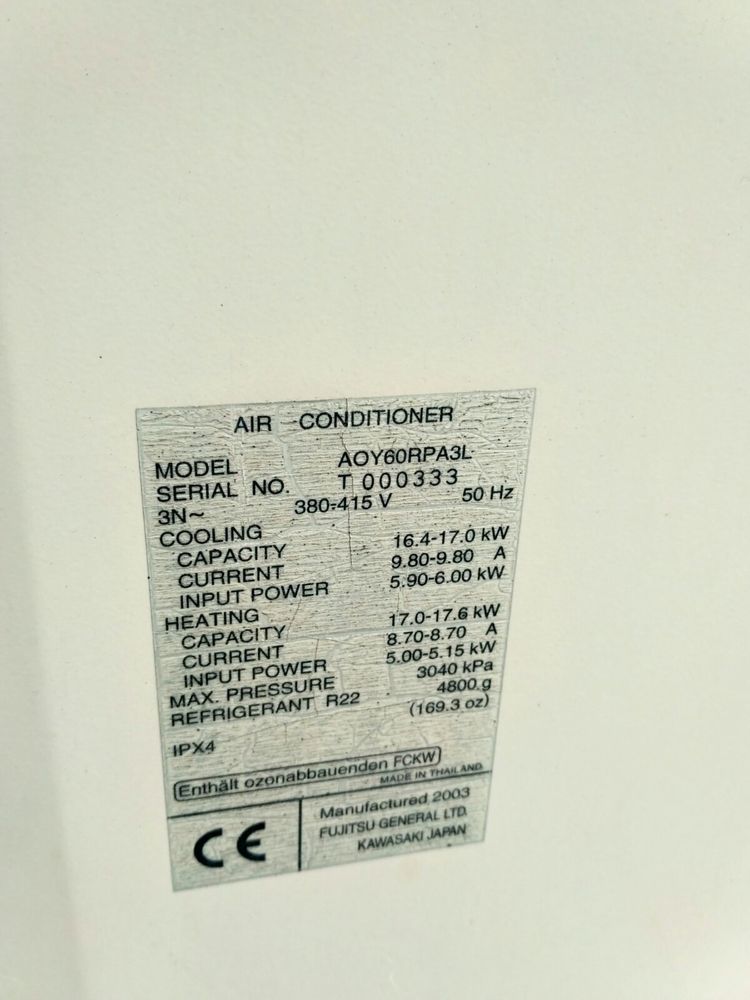 AIR CONDITIONER
MODEL AOY60RPA3L
SERIAL NO. T 000333
3N~ 380-415 V 50 Hz
COOLING
CAPACITY 16.4-17.0 kW
CURRENT 9.80-9.80 A
INPUT POWER 5.90-6.00 kW
HEATING
CAPACITY 17.0-17.6 kW
CURRENT 8.70-8.70 A
INPUT POWER 5.00-5.15 kW
MAX. PRESSURE 3040 kPa
REFRIGERANT R22 4800 g
(169.3 oz)
IPX4
Enthält ozonabbauenden FCKW
MADE IN THAILAND
CE
Manufactured 2003
FUJITSU GENERAL LTD.
KAWASAKI JAPAN